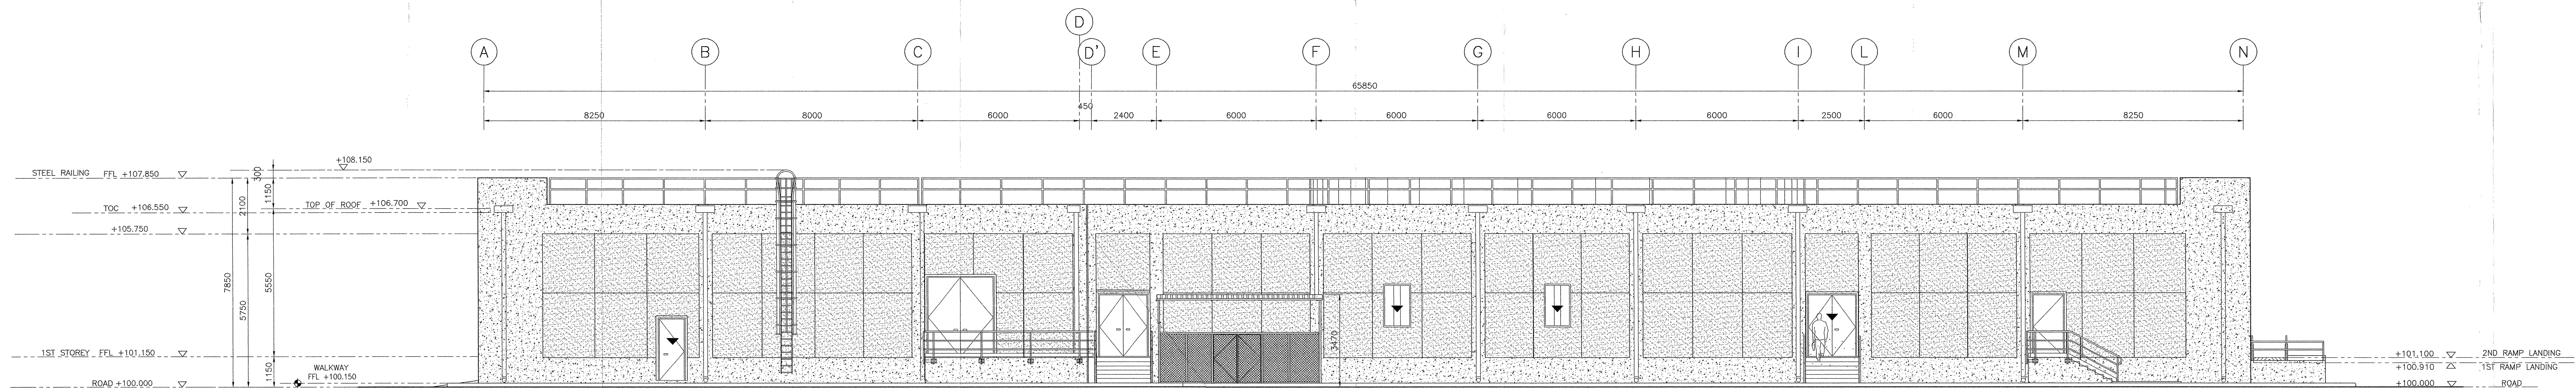 D
A B C D' E F G H I L M N
65850
450
8250 8000 6000 2400 6000 6000 6000 6000 2500 6000 8250
+108.150
STEEL RAILING FFL +107.850
300
1150
2100
TOP OF ROOF +106.700
TOC +106.550
+105.750
7850
5750
5550
3470
1ST STOREY FFL +101.150
+101.100 2ND RAMP LANDING
WALKWAY
FFL +100.150
1150
+100.910 1ST RAMP LANDING
ROAD +100.000
+100.000 ROAD